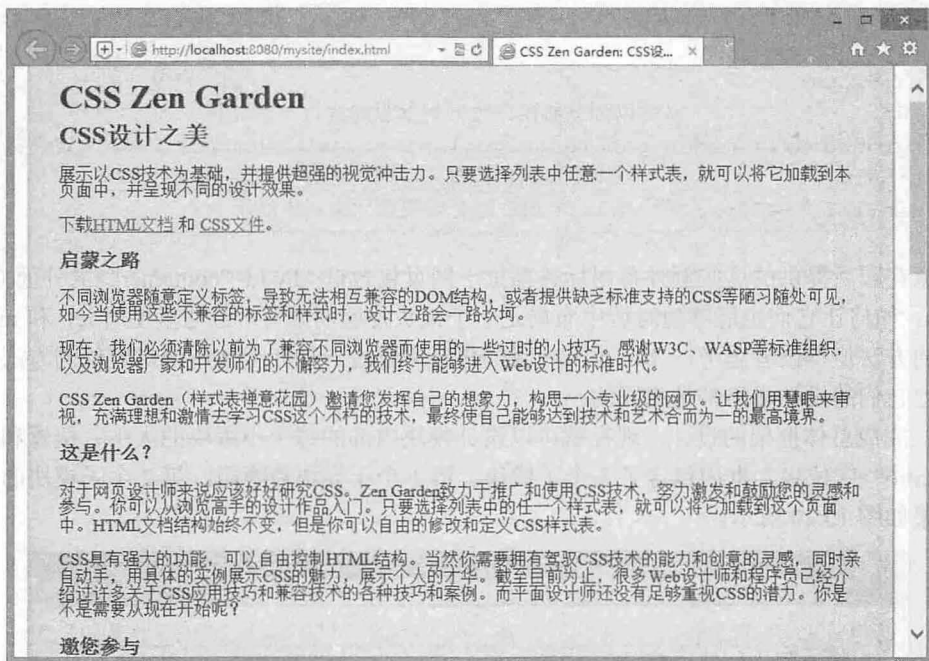 http://localhost:8080/mysite/index.html
CSS Zen Garden: CSS设...
CSS Zen Garden
CSS设计之美
展示以CSS技术为基础，并提供超强的视觉冲击力。只要选择列表中任意一个样式表，就可以将它加载到本
页面中，并呈现不同的设计效果。
下载HTML文档 和 CSS文件。
启蒙之路
不同浏览器随意定义标签，导致无法相互兼容的DOM结构，或者提供缺乏标准支持的CSS等陋习随处可见，
如今当使用这些不兼容的标签和样式时，设计之路会一路坎坷。
现在，我们必须清除以前为了兼容不同浏览器而使用的一些过时的小技巧。感谢W3C、WASP等标准组织，
以及浏览器厂家和开发师们的不懈努力，我们终于能够进入Web设计的标准时代。
CSS Zen Garden（样式表禅意花园）邀请您发挥自己的想象力，构思一个专业级的网页。让我们用慧眼来审
视，充满理想和激情去学习CSS这个不朽的技术，最终使自己能够达到技术和艺术合而为一的最高境界。
这是什么？
对于网页设计师来说应该好好研究CSS。Zen Garden致力于推广和使用CSS技术，努力激发和鼓励您的灵感和
参与。你可以从浏览高手的设计作品入门。只要选择列表中的任一个样式表，就可以将它加载到这个页面
中。HTML文档结构始终不变，但是你可以自由的修改和定义CSS样式表。
CSS具有强大的功能，可以自由控制HTML结构。当然你需要拥有驾驭CSS技术的能力和创意的灵感，同时亲
自动手，用具体的实例展示CSS的魅力，展示个人的才华。截至目前为止，很多Web设计师和程序员已经介
绍过许多关于CSS应用技巧和兼容技术的各种技巧和案例。而平面设计师还没有足够重视CSS的潜力。你是
不是需要从现在开始呢？
邀您参与